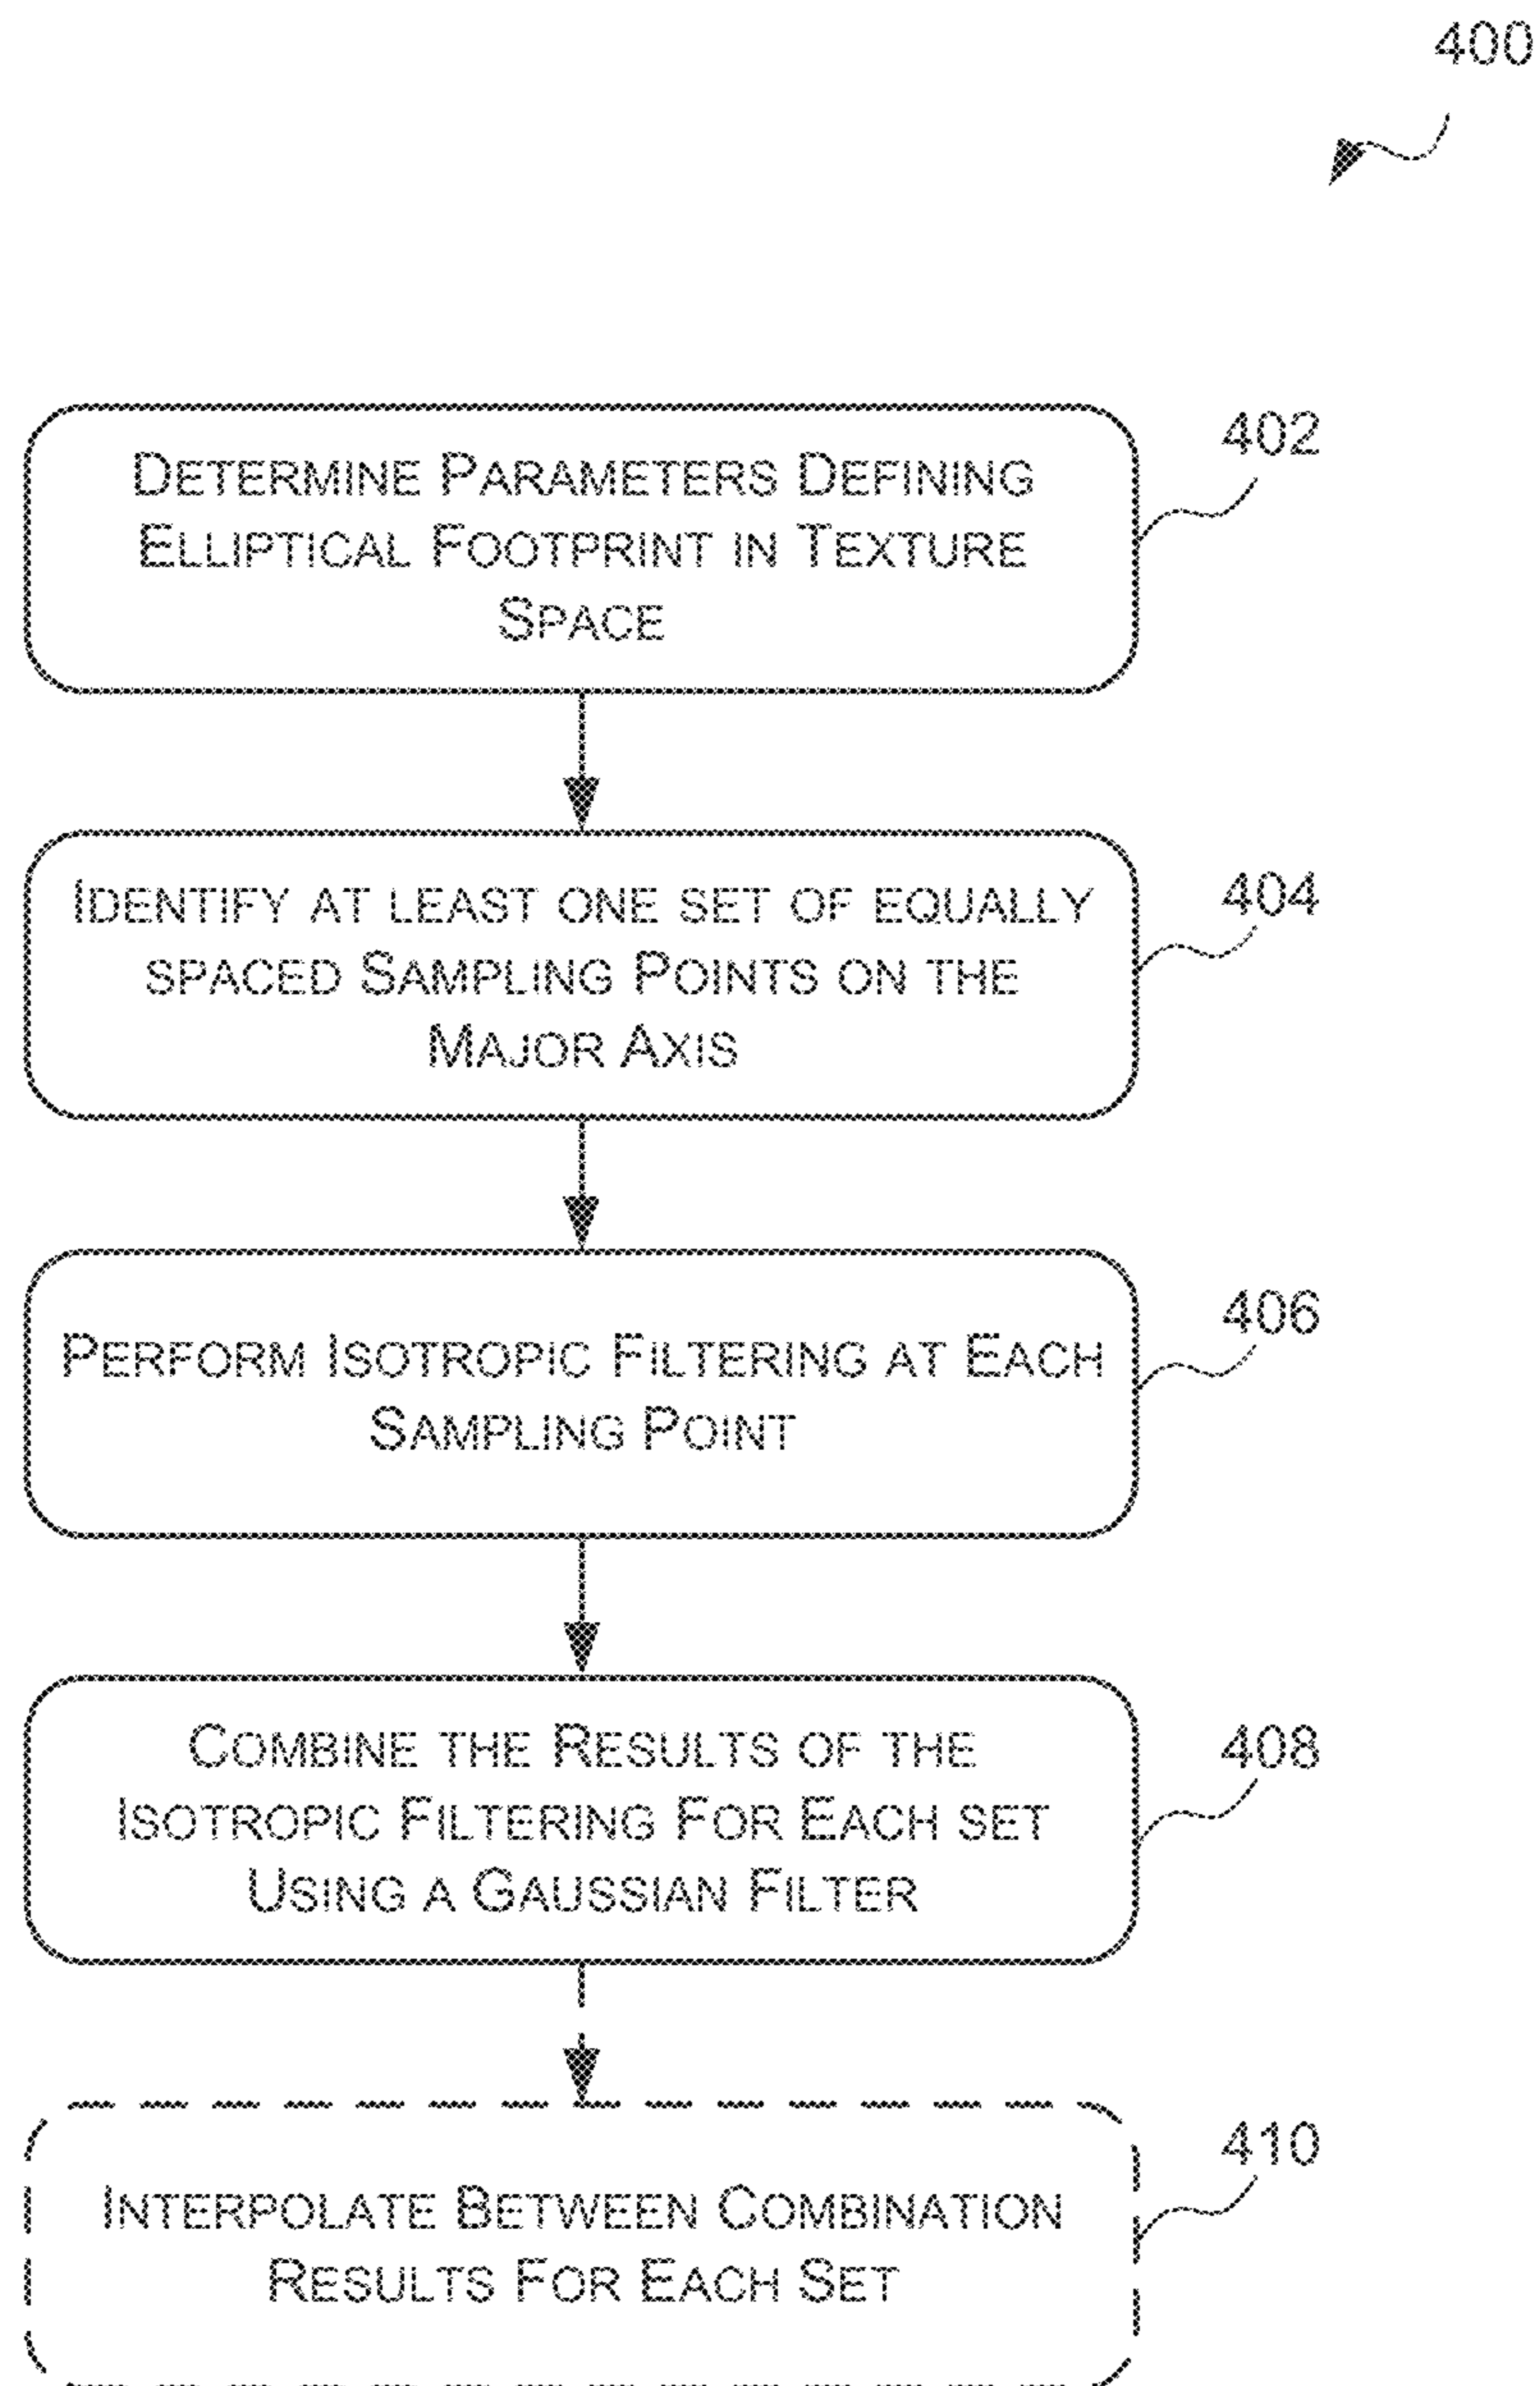 400
DETERMINE PARAMETERS DEFINING
ELLIPTICAL FOOTPRINT IN TEXTURE
SPACE
402
IDENTIFY AT LEAST ONE SET OF EQUALLY
SPACED SAMPLING POINTS ON THE
MAJOR AXIS
404
PERFORM ISOTROPIC FILTERING AT EACH
SAMPLING POINT
406
COMBINE THE RESULTS OF THE
ISOTROPIC FILTERING FOR EACH SET
USING A GAUSSIAN FILTER
408
INTERPOLATE BETWEEN COMBINATION
RESULTS FOR EACH SET
410